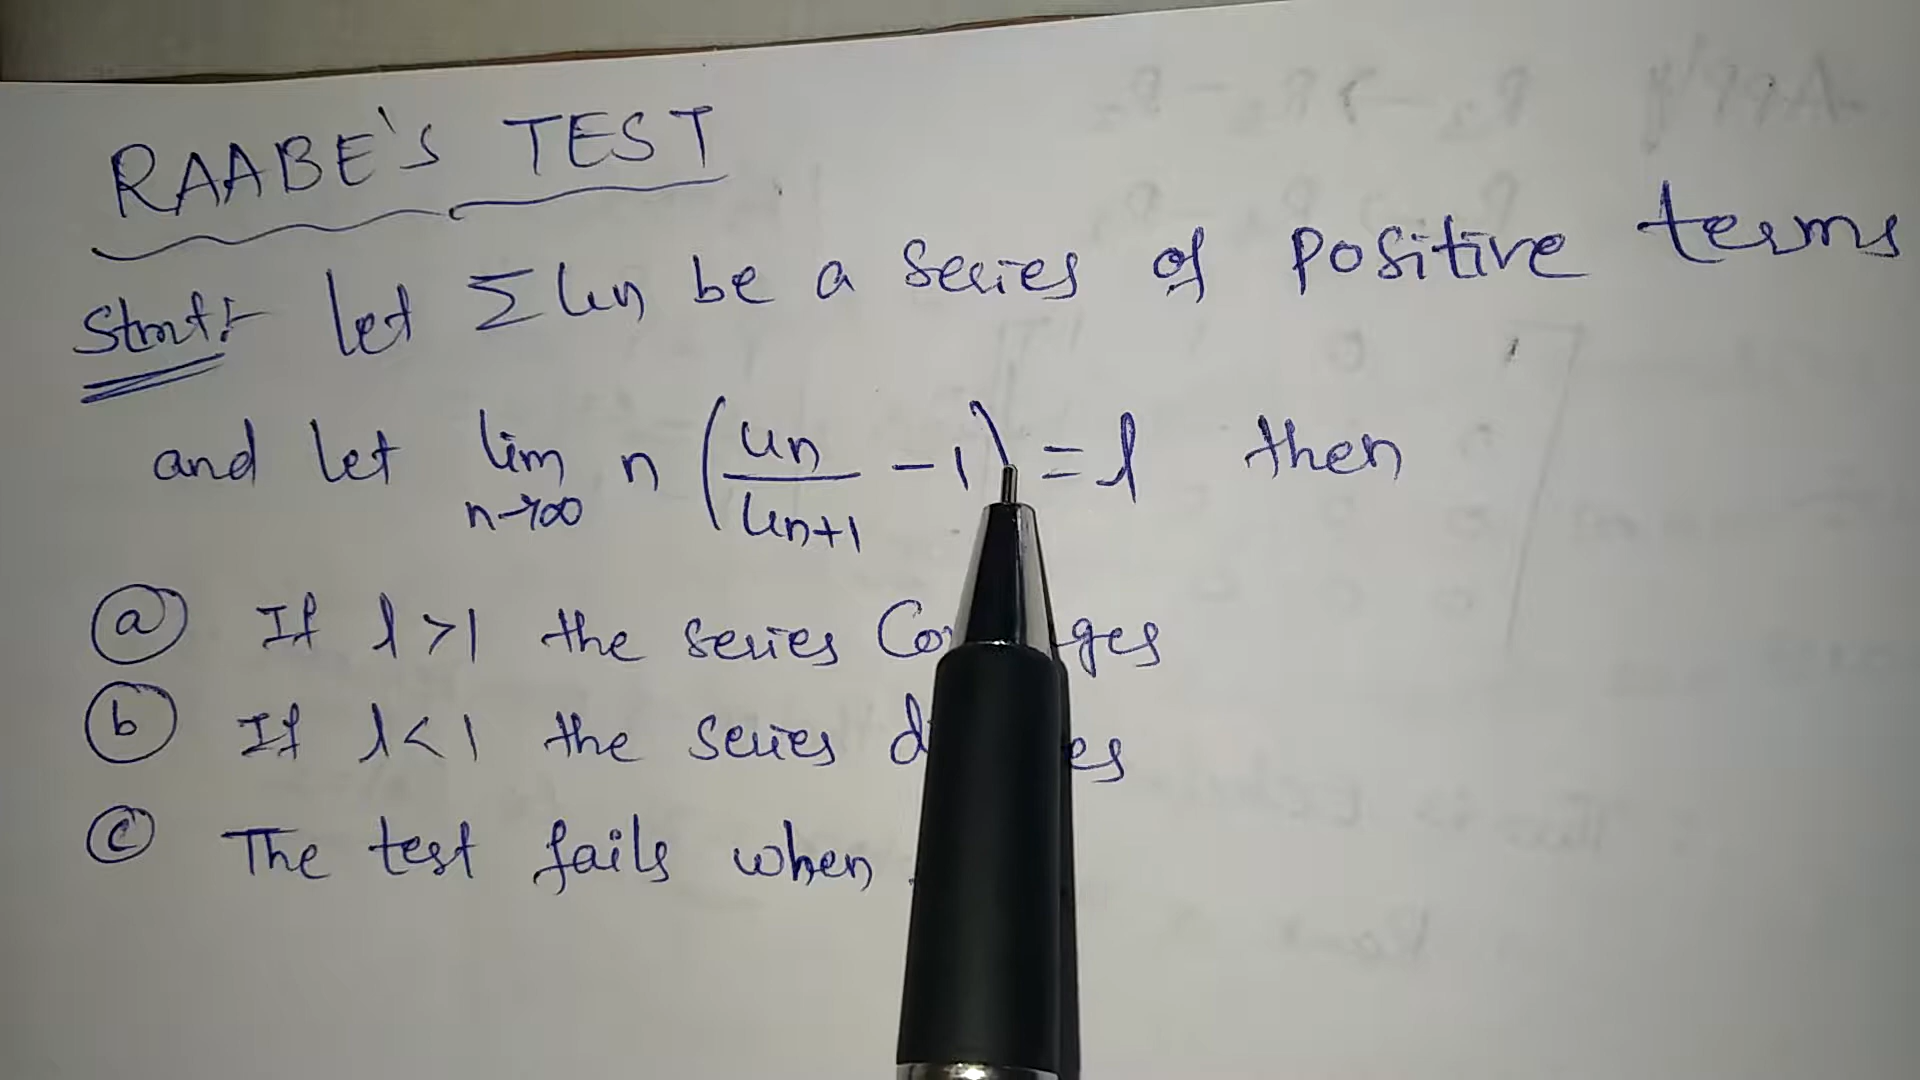 RAABE'S TEST
Stmt:- let Σ un be a series of positive terms
and let lim n→∞ n (un/un+1 - 1) = l then
(a) If l > 1 the series Co ges
(b) If l < 1 the series d es
(c) The test fails when